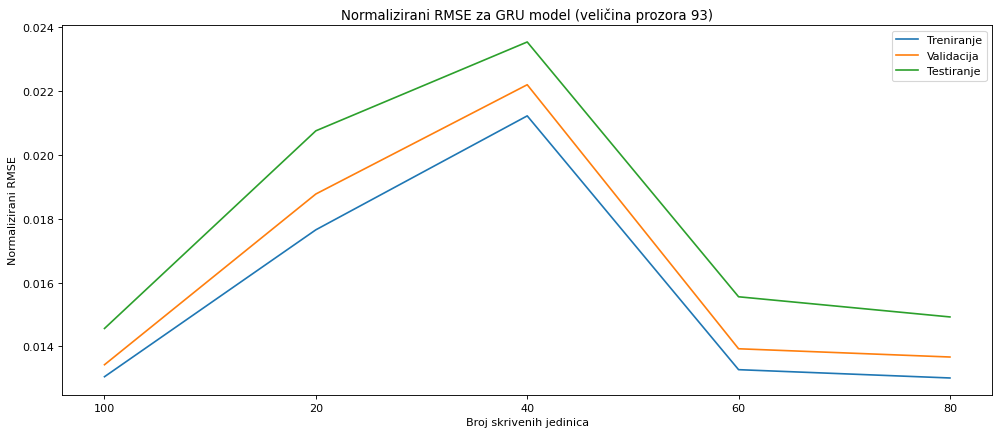 Normalizirani RMSE za GRU model (veličina prozora 93)
Treniranje
Validacija
Testiranje
Normalizirani RMSE
0.024
0.022
0.020
0.018
0.016
0.014
100 20 40 60 80
Broj skrivenih jedinica